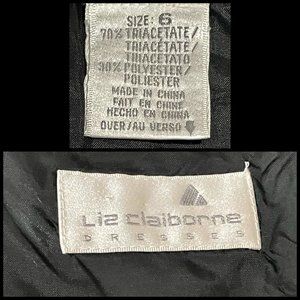 SIZE: 6
70% TRIACETATE/
TRIACETATE/
TRIACETATO
30% POLYESTER/
POLIESTER
MADE IN CHINA
FAIT EN CHINE
HECHO EN CHINA
OVER/AU VERSO
Liz claiborne
DRESSES